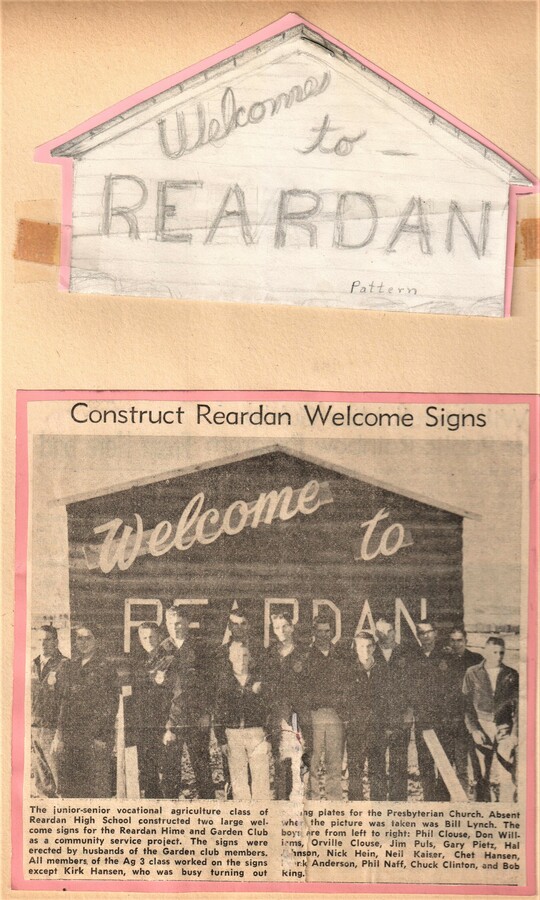 Welcome
to
REARDAN
Pattern
Construct Reardan Welcome Signs
Welcome
to
REARDAN
The junior-senior vocational agriculture class of
Reardan High School constructed two large wel-
come signs for the Reardan Hime and Garden Club
as a community service project. The signs were
erected by husbands of the Garden club members.
All members of the Ag 3 class worked on the signs
except Kirk Hansen, who was busy turning out
plates for the Presbyterian Church. Absent
when the picture was taken was Bill Lynch. The
boys are from left to right: Phil Clouse, Don Will-
iams, Orville Clouse, Jim Puls, Gary Pietz, Hal
Johnson, Nick Hein, Neil Kaiser, Chet Hansen,
Anderson, Phil Naff, Chuck Clinton, and Bob
King.